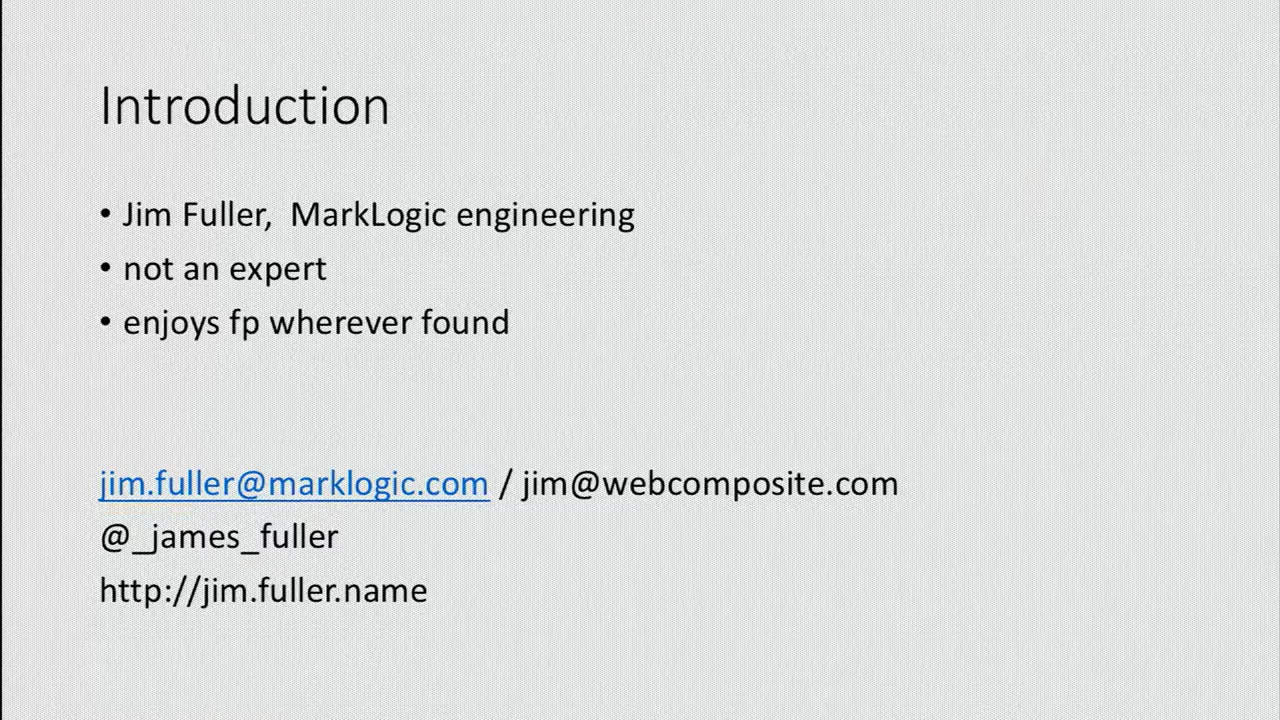 Introduction
• Jim Fuller,  MarkLogic engineering
• not an expert
• enjoys fp wherever found
jim.fuller@marklogic.com / jim@webcomposite.com
@_james_fuller
http://jim.fuller.name